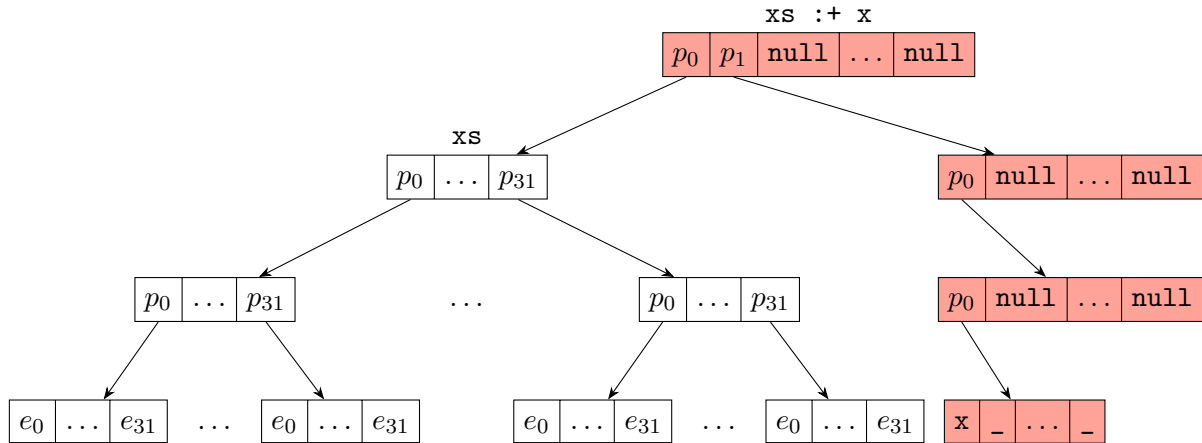 xs :+ x
p₀ p₁ null ... null
xs
p₀ ... p₃₁
p₀ null ... null
p₀ ... p₃₁ ... p₀ ... p₃₁ p₀ null ... null
e₀ ... e₃₁ ... e₀ ... e₃₁ e₀ ... e₃₁ ... e₀ ... e₃₁ x _ ... _